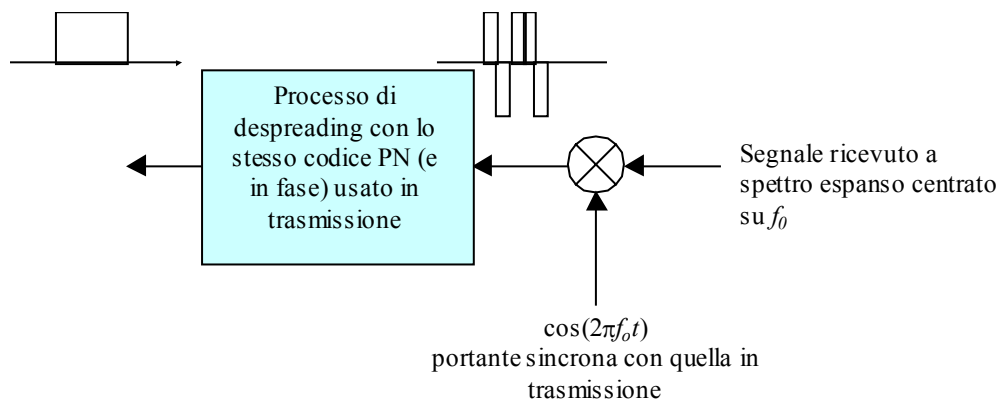 Processo di
despreading con lo
stesso codice PN (e
in fase) usato in
trasmissione
Segnale ricevuto a
spettro espanso centrato
su f0
cos(2πfot)
portante sincrona con quella in
trasmissione